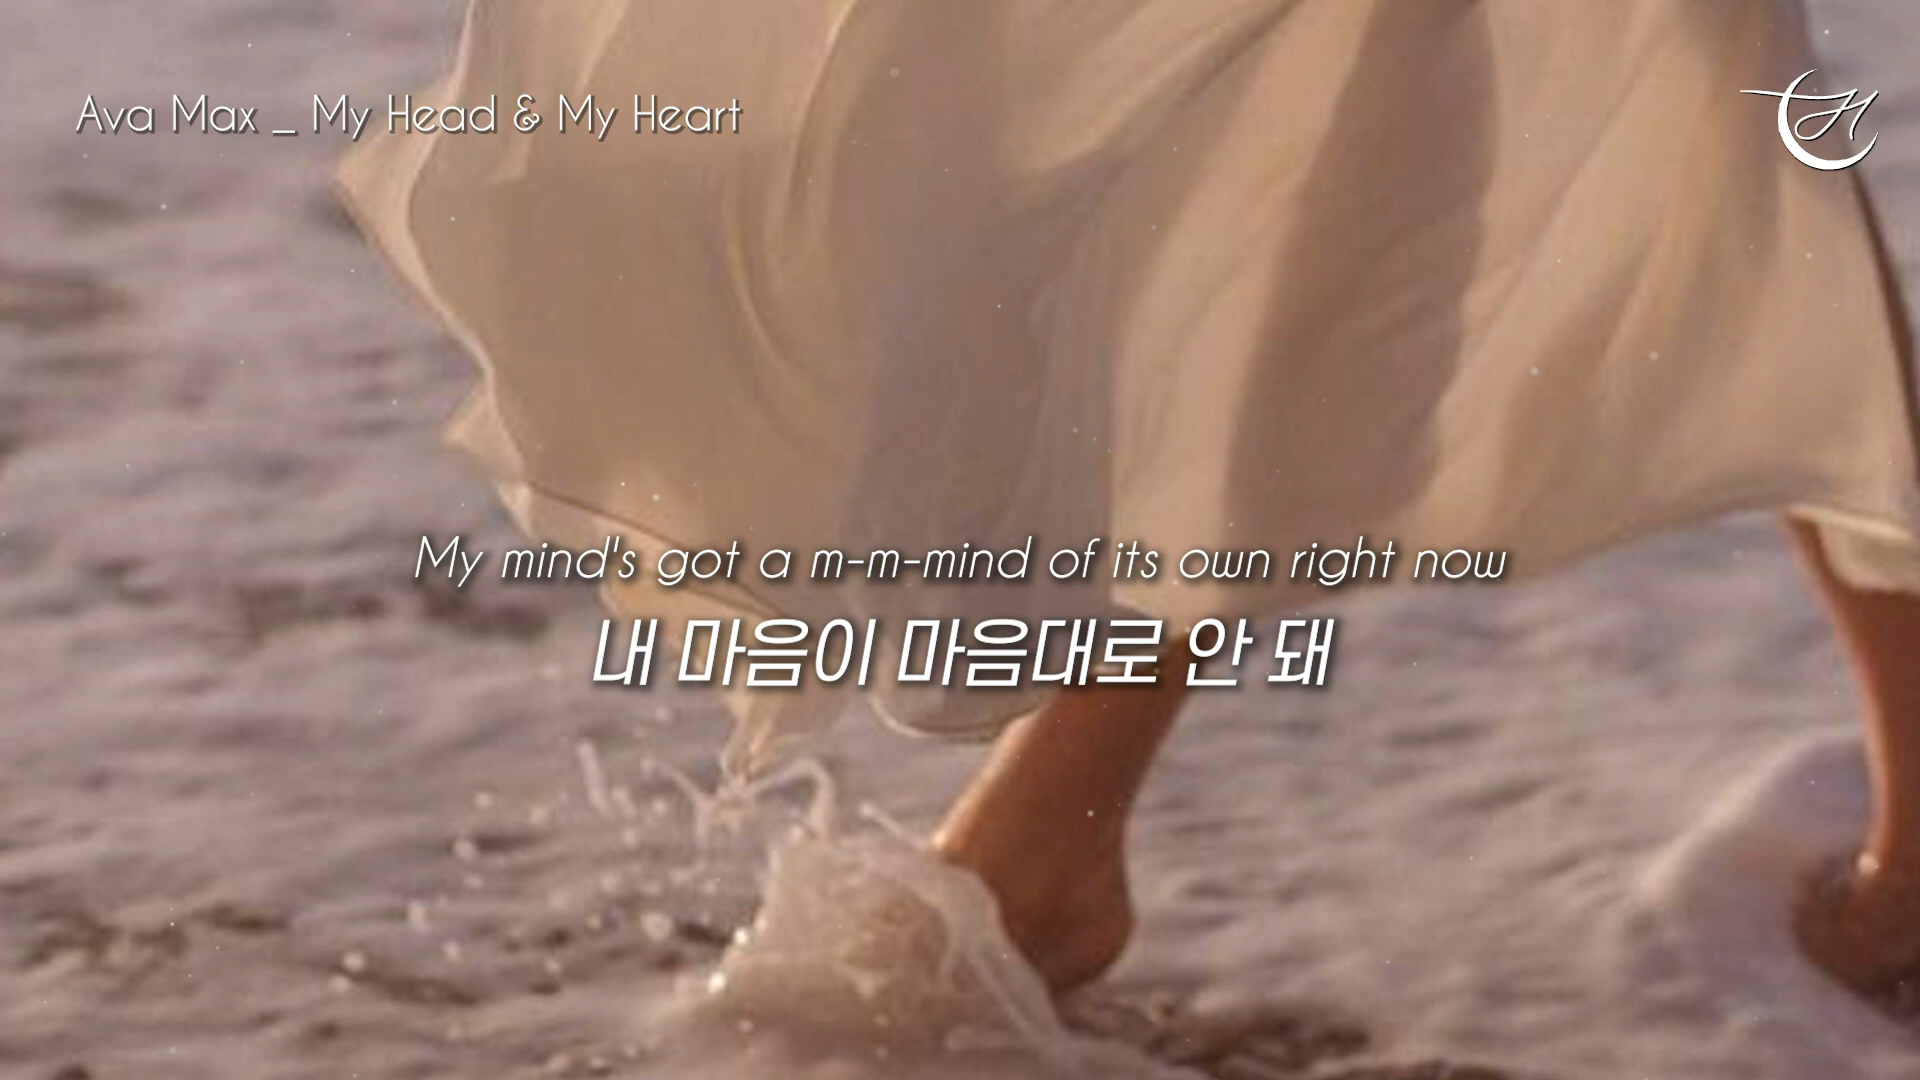 Ava Max _ My Head & My Heart
My mind's got a m-m-mind of its own right now
내 마음이 마음대로 안 돼